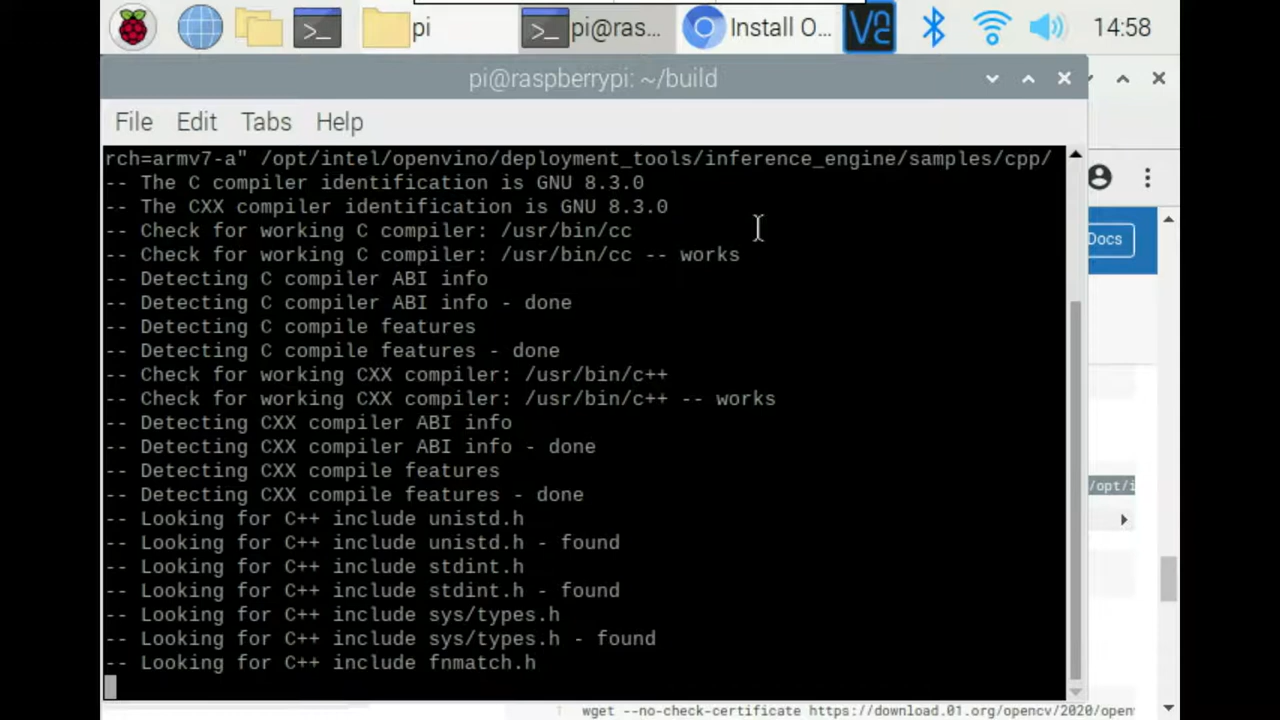 pi
pi@ras...
Install O...
14:58
pi@raspberrypi: ~/build
File Edit Tabs Help
rch=armv7-a" /opt/intel/openvino/deployment_tools/inference_engine/samples/cpp/
-- The C compiler identification is GNU 8.3.0
-- The CXX compiler identification is GNU 8.3.0
-- Check for working C compiler: /usr/bin/cc
-- Check for working C compiler: /usr/bin/cc -- works
-- Detecting C compiler ABI info
-- Detecting C compiler ABI info - done
-- Detecting C compile features
-- Detecting C compile features - done
-- Check for working CXX compiler: /usr/bin/c++
-- Check for working CXX compiler: /usr/bin/c++ -- works
-- Detecting CXX compiler ABI info
-- Detecting CXX compiler ABI info - done
-- Detecting CXX compile features
-- Detecting CXX compile features - done
-- Looking for C++ include unistd.h
-- Looking for C++ include unistd.h - found
-- Looking for C++ include stdint.h
-- Looking for C++ include stdint.h - found
-- Looking for C++ include sys/types.h
-- Looking for C++ include sys/types.h - found
-- Looking for C++ include fnmatch.h
Docs
/opt/i
1 wget --no-check-certificate https://download.01.org/opencv/2020/open